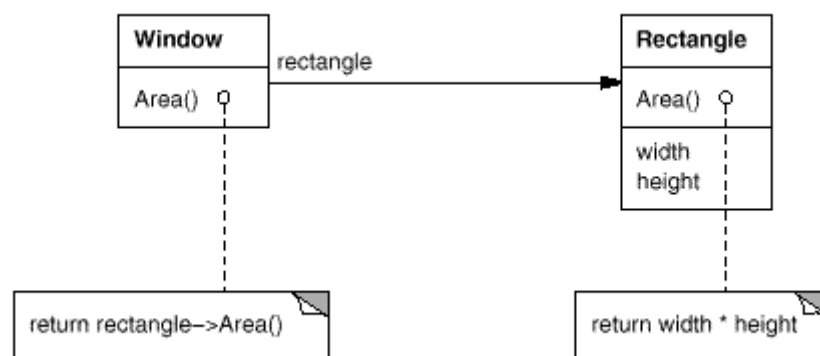 Window
Area()
rectangle
Rectangle
Area()
width
height
return rectangle–>Area()
return width * height